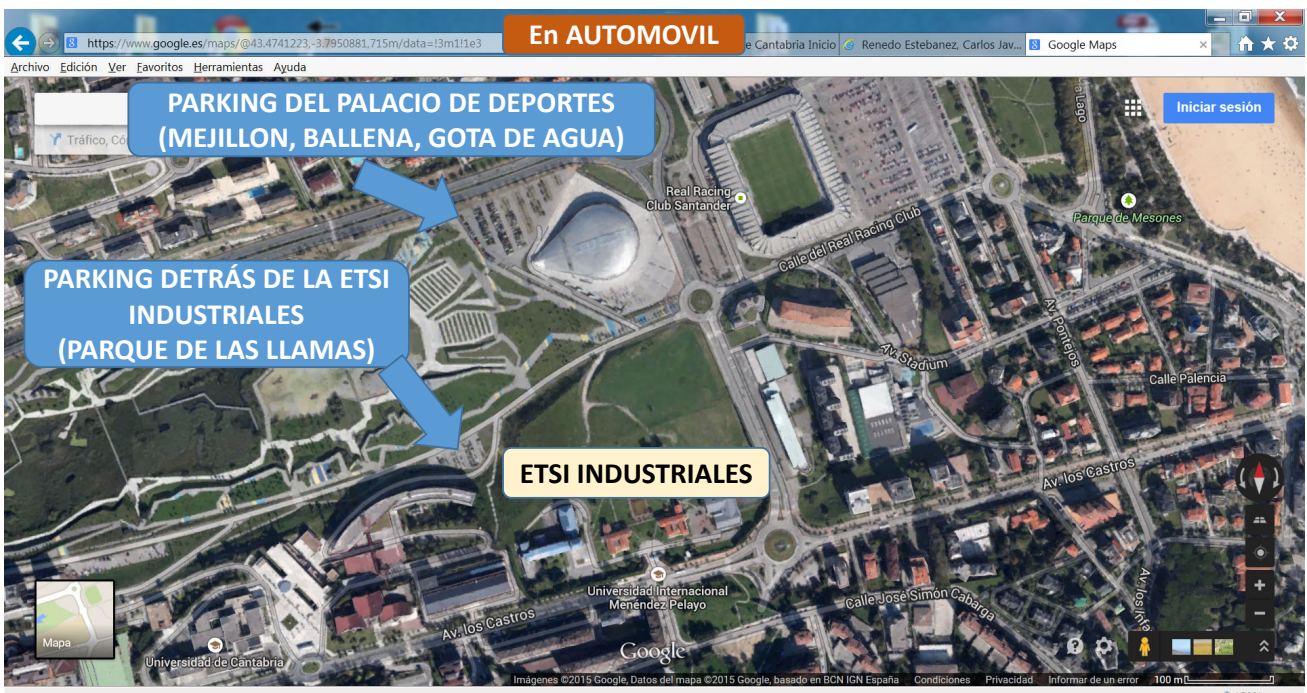 En AUTOMOVIL
https://www.google.es/maps/@43.4741223,-3.7950881,715m/data=!3m1!1e3
e Cantabria Inicio
Renedo Estebanez, Carlos Jav...
Google Maps
Archivo Edición Ver Favoritos Herramientas Ayuda
PARKING DEL PALACIO DE DEPORTES
(MEJILLON, BALLENA, GOTA DE AGUA)
Tráfico, Có
Iniciar sesión
a Lago
Real Racing
Club Santander
Parque de Mesones
Calle del Real Racing Club
PARKING DETRÁS DE LA ETSI
INDUSTRIALES
(PARQUE DE LAS LLAMAS)
Av. Pontejos
Av. Stadium
Calle Palencia
ETSI INDUSTRIALES
Av. los Castros
Universidad Internacional
Menéndez Pelayo
Calle José Simón Cabarga
Av. los Infa
Av. los Castros
Mapa
Universidad de Cantabria
Google
Imágenes ©2015 Google, Datos del mapa ©2015 Google, basado en BCN IGN España Condiciones Privacidad Informar de un error 100 m